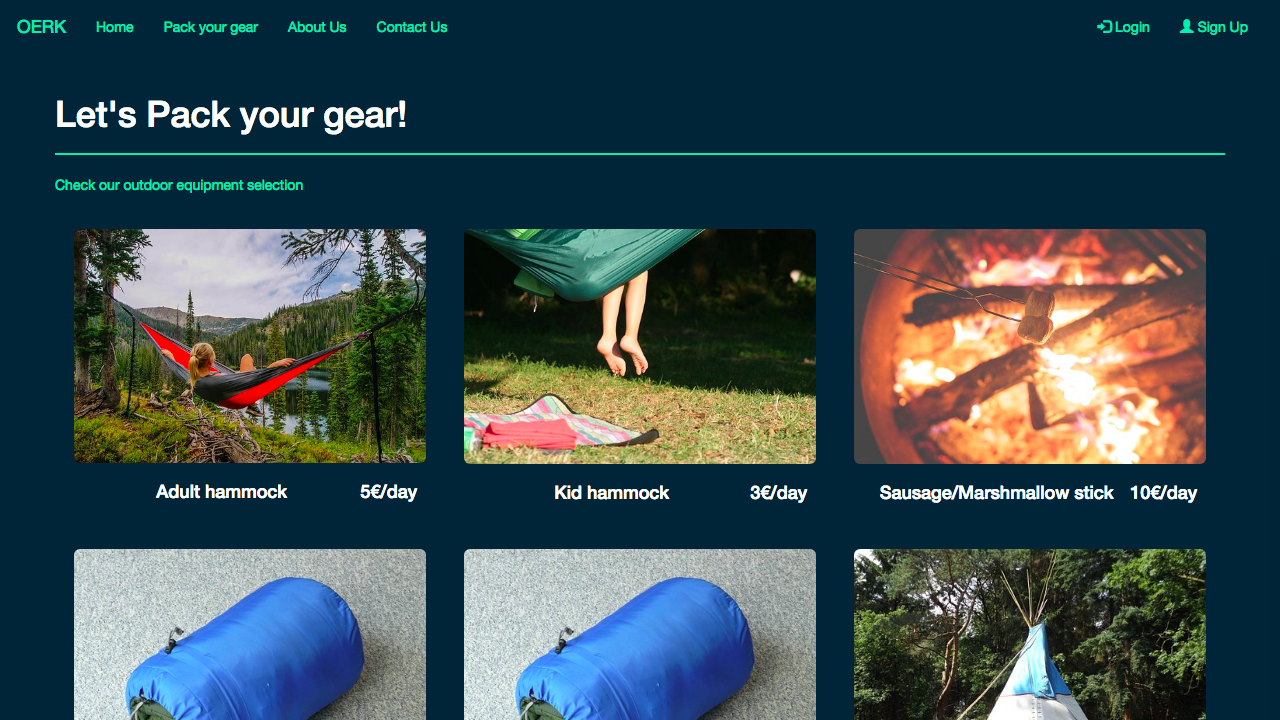 OERK Home Pack your gear About Us Contact Us Login Sign Up
Let's Pack your gear!
Check our outdoor equipment selection
Adult hammock 5€/day Kid hammock 3€/day Sausage/Marshmallow stick 10€/day